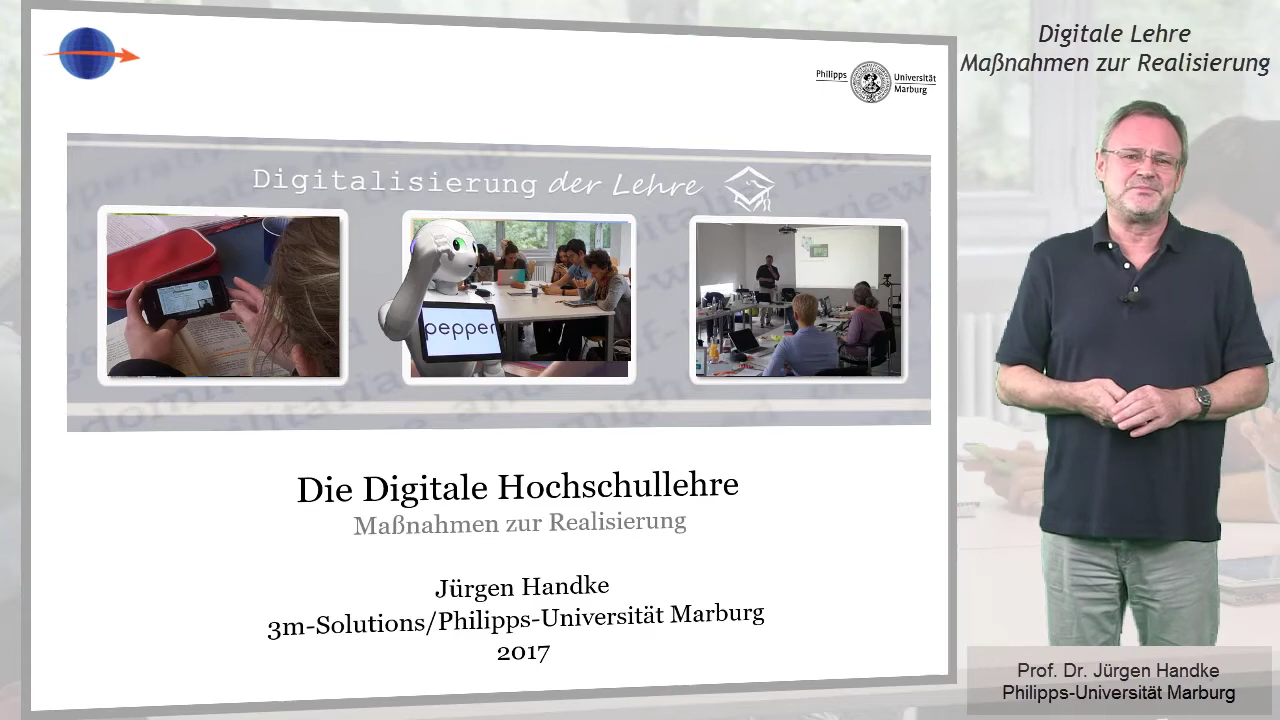 Digitale Lehre
Maßnahmen zur Realisierung
Philipps Universität
Marburg
Digitalisierung der Lehre
pepper
Die Digitale Hochschullehre
Maßnahmen zur Realisierung
Jürgen Handke
3m-Solutions/Philipps-Universität Marburg
2017
Prof. Dr. Jürgen Handke
Philipps-Universität Marburg